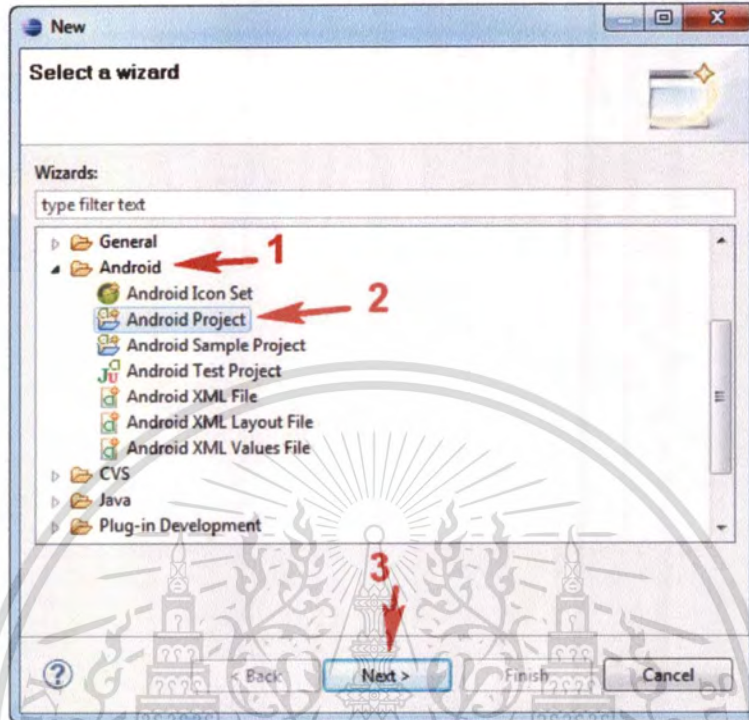 New
Select a wizard
Wizards:
type filter text
General
Android 1
Android Icon Set
Android Project 2
Android Sample Project
Android Test Project
Android XML File
Android XML Layout File
Android XML Values File
CVS
Java
Plug-in Development
3
< Back Next > Finish Cancel